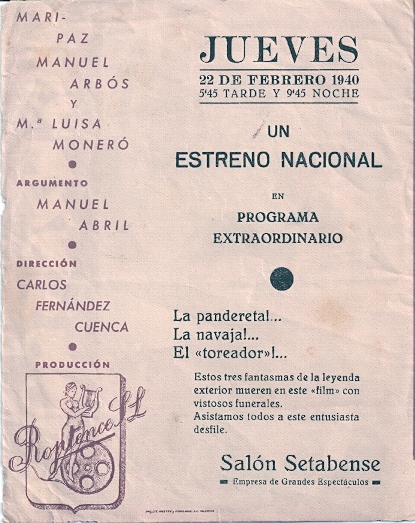 MARI-
PAZ
MANUEL
ARBÓS
Y
M.ª LUISA
MONERÓ
ARGUMENTO
MANUEL
ABRIL
DIRECCIÓN
CARLOS
FERNÁNDEZ
CUENCA
PRODUCCIÓN
JUEVES
22 DE FEBRERO 1940
5'45 TARDE Y 9'45 NOCHE
UN
ESTRENO NACIONAL
EN
PROGRAMA
EXTRAORDINARIO
La pandereta!...
La navaja!...
El «toreador»!...
Estos tres fantasmas de la leyenda
exterior mueren en este «film» con
vistosos funerales.
Asistamos todos a este entusiasta
desfile.
Salón Setabense
Empresa de Grandes Espectáculos